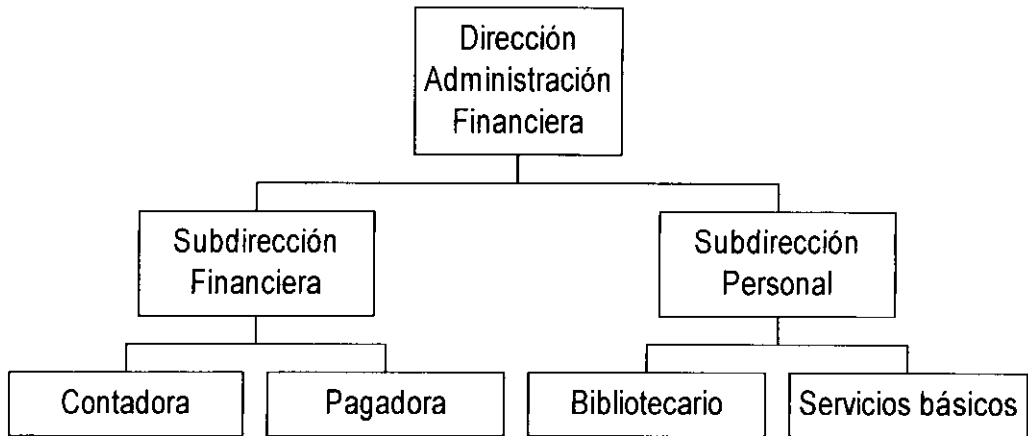 Dirección
Administración
Financiera
Subdirección
Financiera
Subdirección
Personal
Contadora
Pagadora
Bibliotecario
Servicios básicos